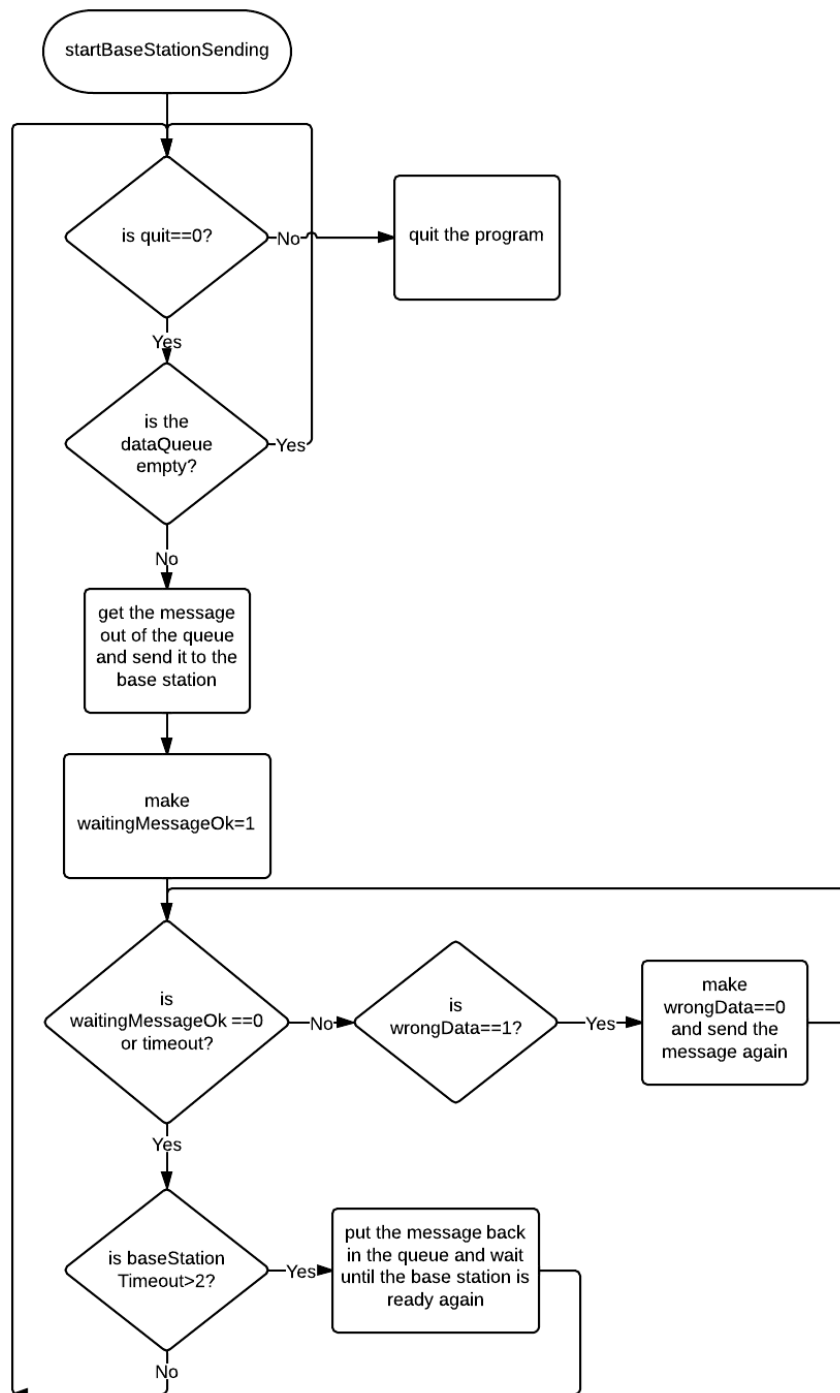 startBaseStationSending
is quit==0?
No
quit the program
Yes
is the
dataQueue
empty?
Yes
No
get the message
out of the queue
and send it to the
base station
make
waitingMessageOk=1
is
waitingMessageOk ==0
or timeout?
No
is
wrongData==1?
Yes
make
wrongData==0
and send the
message again
Yes
is baseStation
Timeout>2?
Yes
put the message back
in the queue and wait
until the base station is
ready again
No